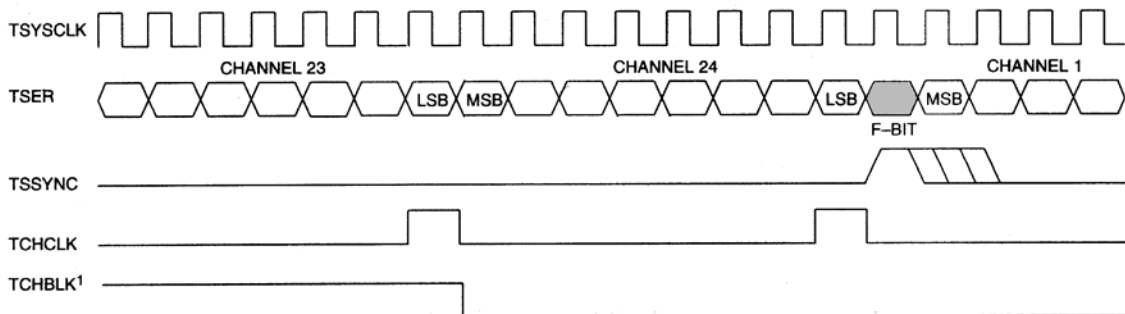 TSYSCLK
CHANNEL 23 CHANNEL 24 CHANNEL 1
TSER LSB MSB LSB MSB
F–BIT
TSSYNC
TCHCLK
TCHBLK1